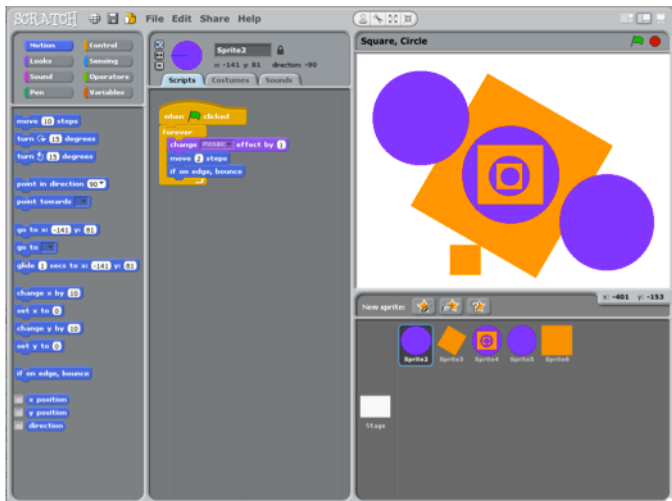 SCRATCH File Edit Share Help
Motion Control
Looks Sensing
Sound Operators
Pen Variables
move 10 steps
turn 15 degrees
turn 15 degrees
point in direction 90
point towards
go to x: -141 y: 81
go to
glide 1 secs to x: -141 y: 81
change x by 10
set x to 0
change y by 10
set y to 0
if on edge, bounce
x position
y position
direction
Sprite2
x: -141 y: 81 direction: -90
Scripts Costumes Sounds
when clicked
forever
change mosaic effect by 1
move 2 steps
if on edge, bounce
Square, Circle
x: -401 y: -153
New sprite:
Sprite2 Sprite3 Sprite4 Sprite5 Sprite6
Stage